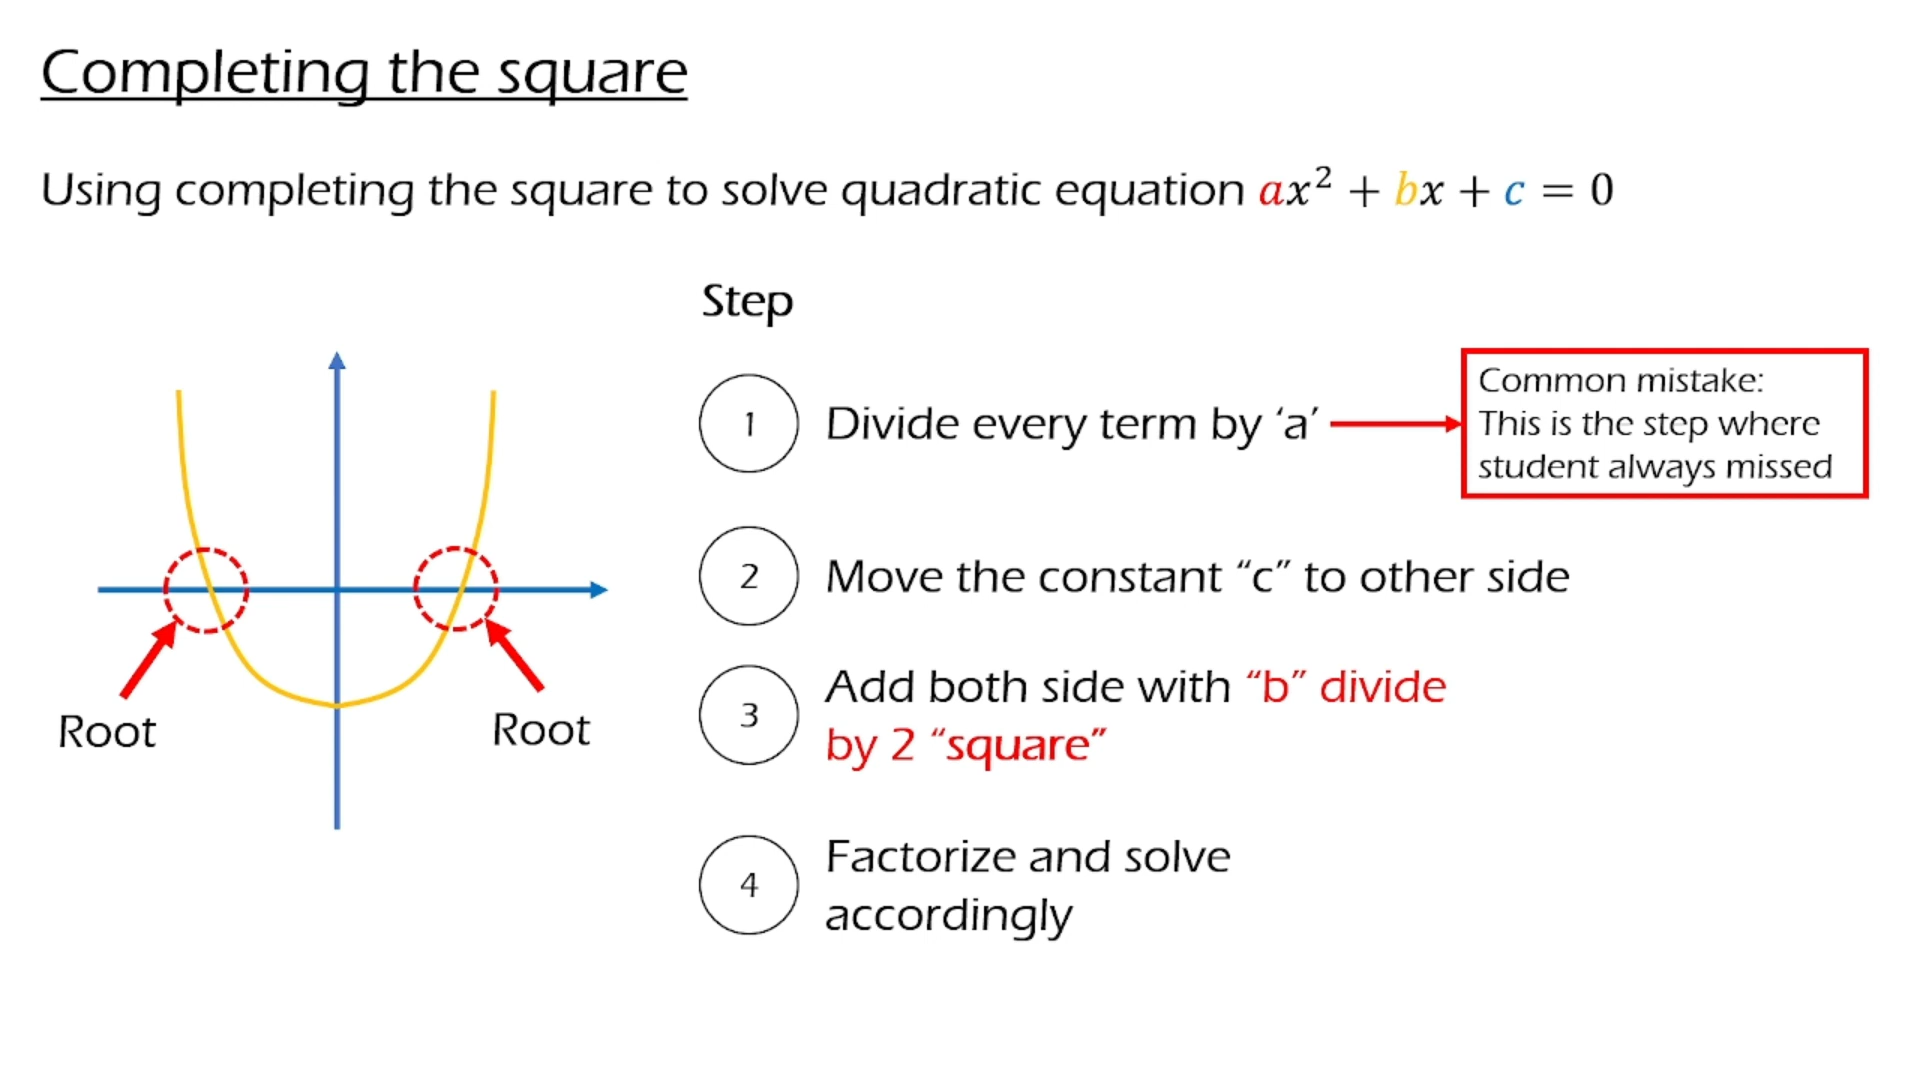 Completing the square
Using completing the square to solve quadratic equation ax² + bx + c = 0
Step
1 Divide every term by ‘a’
Common mistake:
This is the step where
student always missed
2 Move the constant “c” to other side
3 Add both side with “b” divide
by 2 “square”
4 Factorize and solve
accordingly
Root
Root